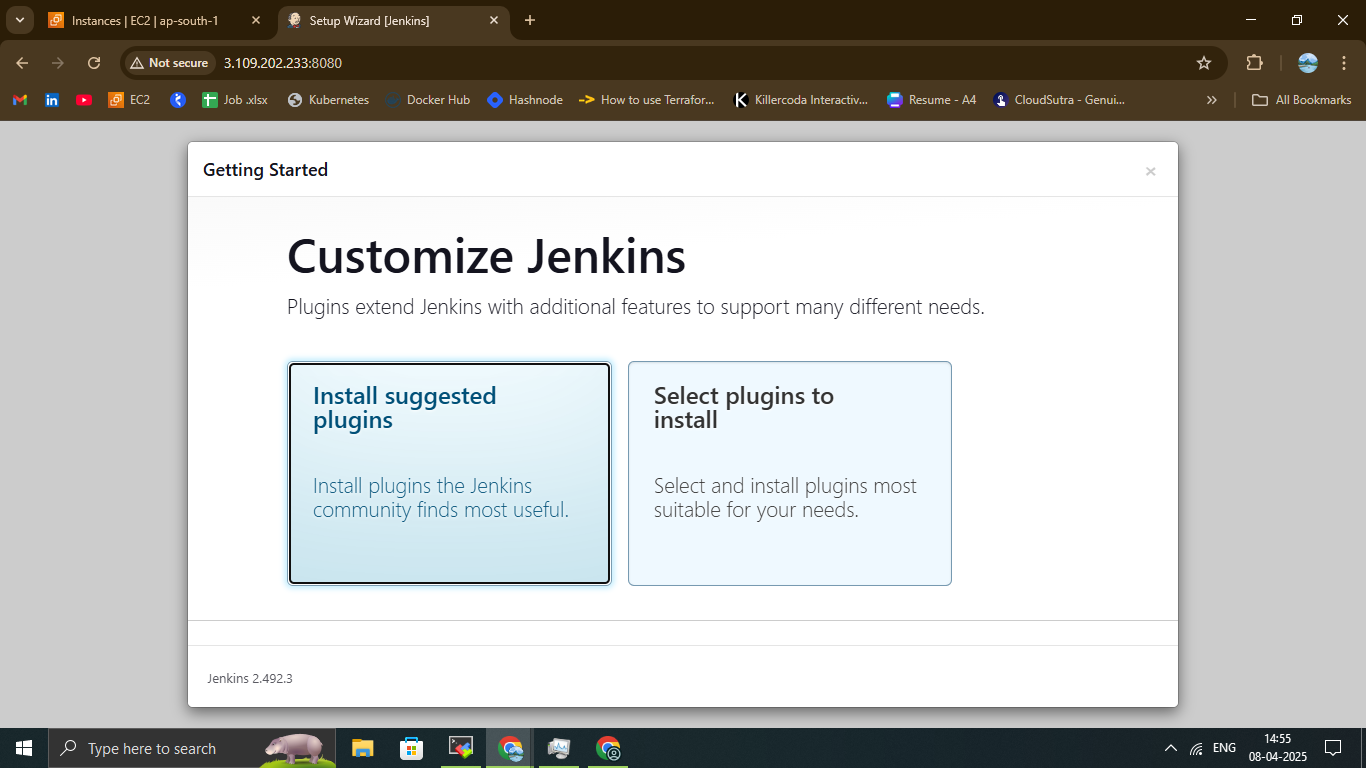 Instances | EC2 | ap-south-1
Setup Wizard [Jenkins]
Not secure
3.109.202.233:8080
EC2
Job .xlsx
Kubernetes
Docker Hub
Hashnode
How to use Terrafor...
Killercoda Interactiv...
Resume - A4
CloudSutra - Genui...
All Bookmarks
Getting Started
Customize Jenkins
Plugins extend Jenkins with additional features to support many different needs.
Install suggested
plugins
Install plugins the Jenkins
community finds most useful.
Select plugins to
install
Select and install plugins most
suitable for your needs.
Jenkins 2.492.3
Type here to search
ENG
14:55
08-04-2025